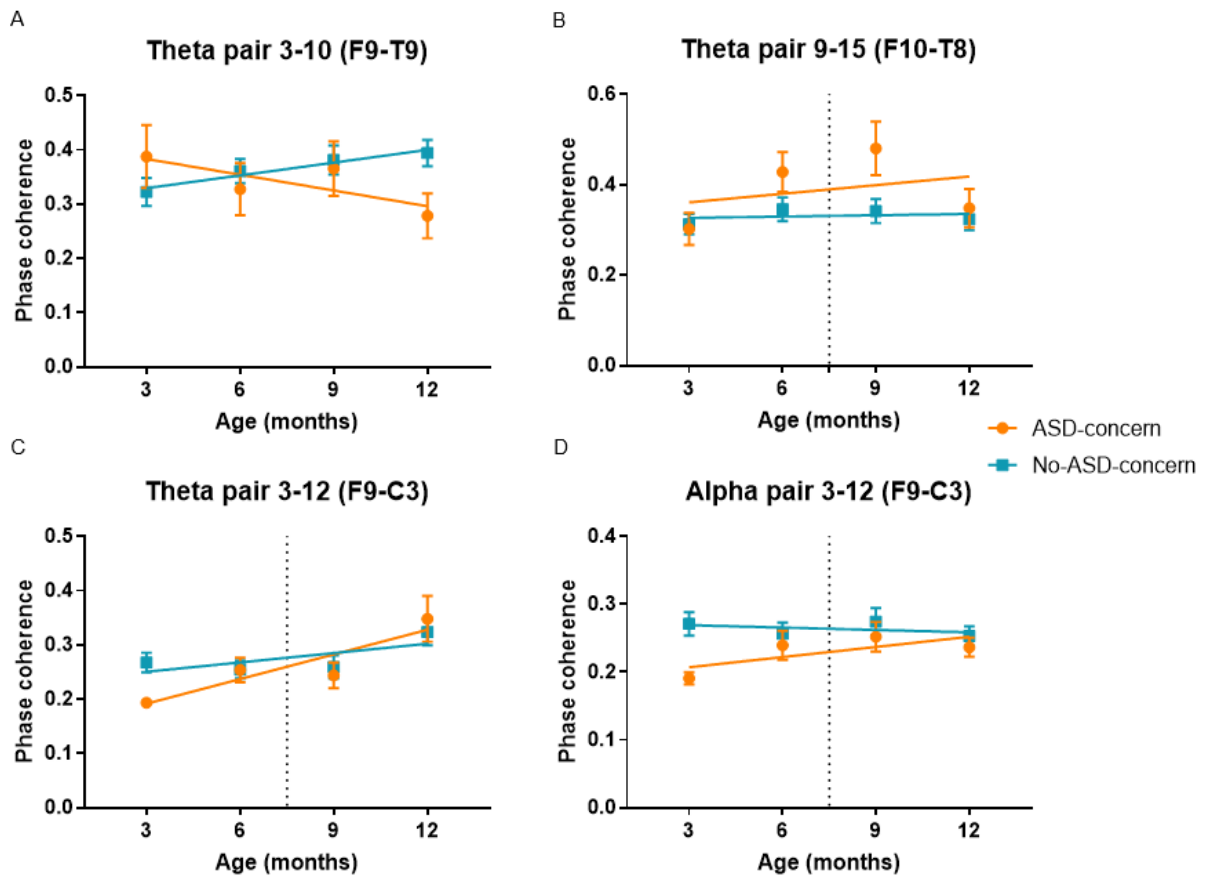 A
Theta pair 3-10 (F9-T9)
Phase coherence
0.5
0.4
0.3
0.2
0.1
0.0
3 6 9 12
Age (months)
B
Theta pair 9-15 (F10-T8)
Phase coherence
0.6
0.4
0.2
0.0
3 6 9 12
Age (months)
ASD-concern
No-ASD-concern
C
Theta pair 3-12 (F9-C3)
Phase coherence
0.5
0.4
0.3
0.2
0.1
0.0
3 6 9 12
Age (months)
D
Alpha pair 3-12 (F9-C3)
Phase coherence
0.4
0.3
0.2
0.1
0.0
3 6 9 12
Age (months)